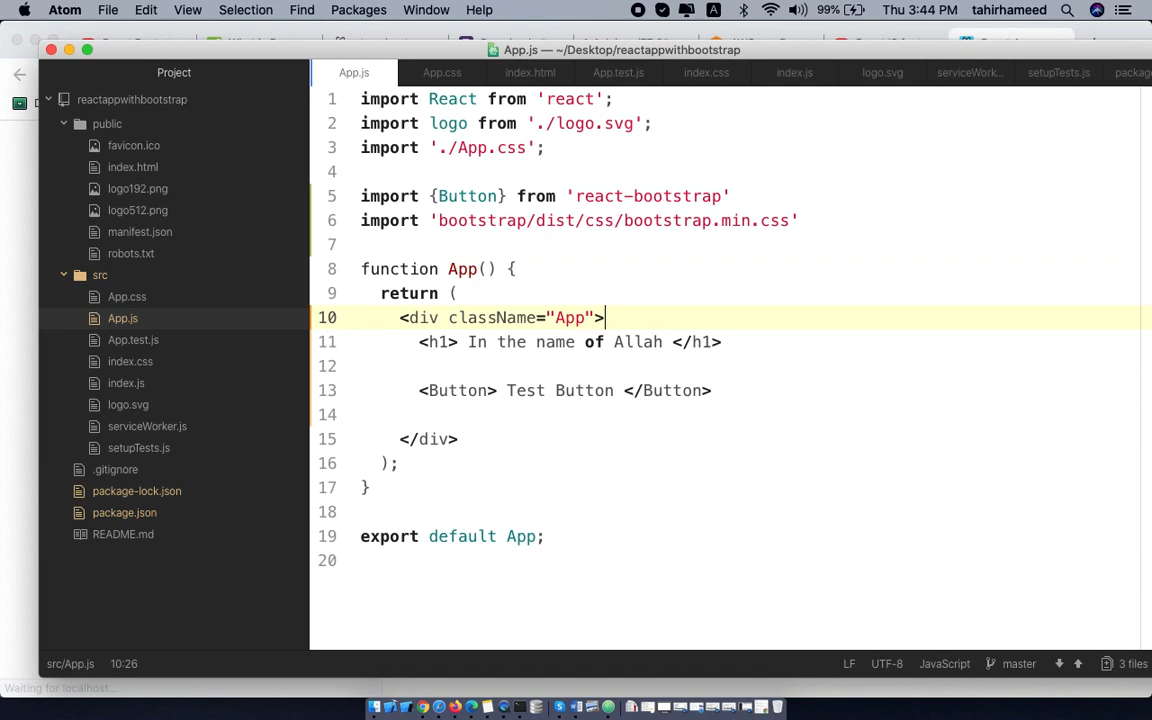 Atom File Edit View Selection Find Packages Window Help A 99% Thu 3:44 PM tahirhameed
App.js — ~/Desktop/reactappwithbootstrap
Project
App.js App.css index.html App.test.js index.css index.js logo.svg serviceWork... setupTests.js
reactappwithbootstrap
public
favicon.ico
index.html
logo192.png
logo512.png
manifest.json
robots.txt
src
App.css
App.js
App.test.js
index.css
index.js
logo.svg
serviceWorker.js
setupTests.js
.gitignore
package-lock.json
package.json
README.md
1 import React from 'react';
2 import logo from './logo.svg';
3 import './App.css';
4
5 import {Button} from 'react-bootstrap'
6 import 'bootstrap/dist/css/bootstrap.min.css'
7
8 function App() {
9 return (
10 <div className="App">
11 <h1> In the name of Allah </h1>
12
13 <Button> Test Button </Button>
14
15 </div>
16 );
17 }
18
19 export default App;
20
src/App.js 10:26 LF UTF-8 JavaScript master 3 files
Waiting for localhost...